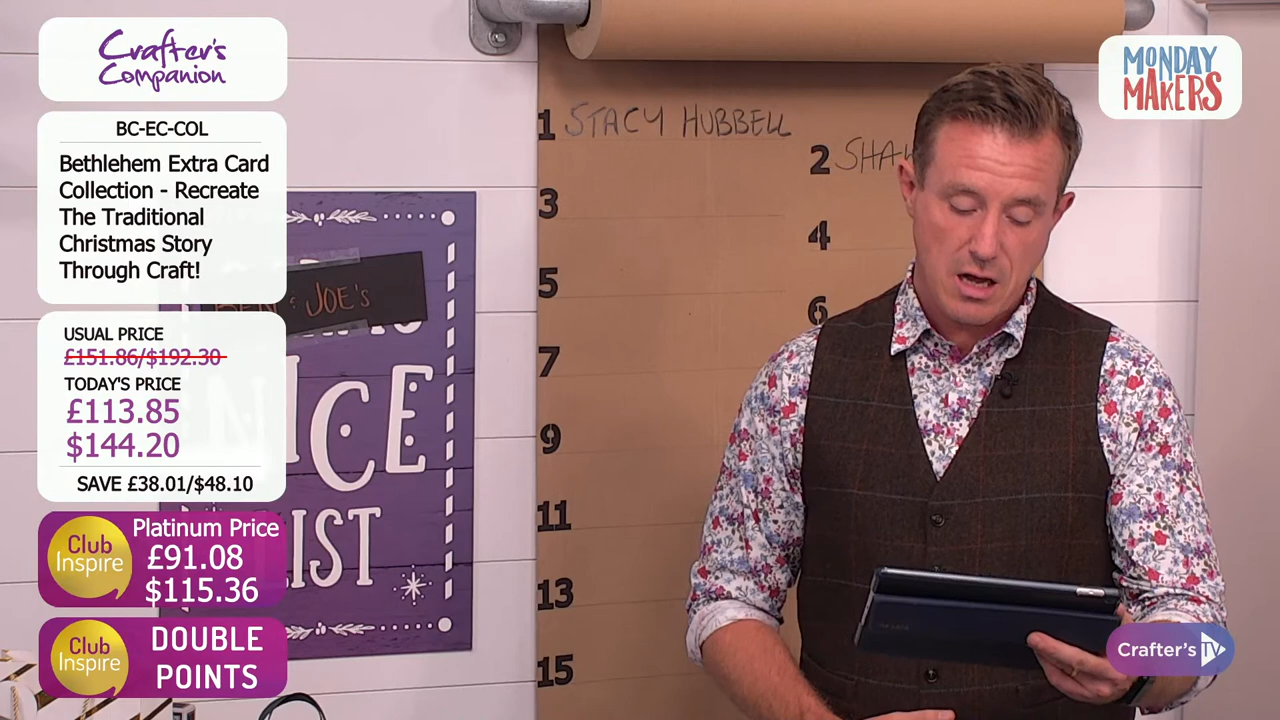 Crafter's
Companion
BC-EC-COL
Bethlehem Extra Card
Collection - Recreate
The Traditional
Christmas Story
Through Craft!
USUAL PRICE
£151.86/$192.30
TODAY'S PRICE
£113.85
$144.20
SAVE £38.01/$48.10
Club
Inspire
Platinum Price
£91.08
$115.36
Club
Inspire
DOUBLE
POINTS
JOE's
NICE
LIST
1 STACY HUBBELL
2
3
4
5
6
7
9
11
13
15
MONDAY
MAKERS
Crafter's TV